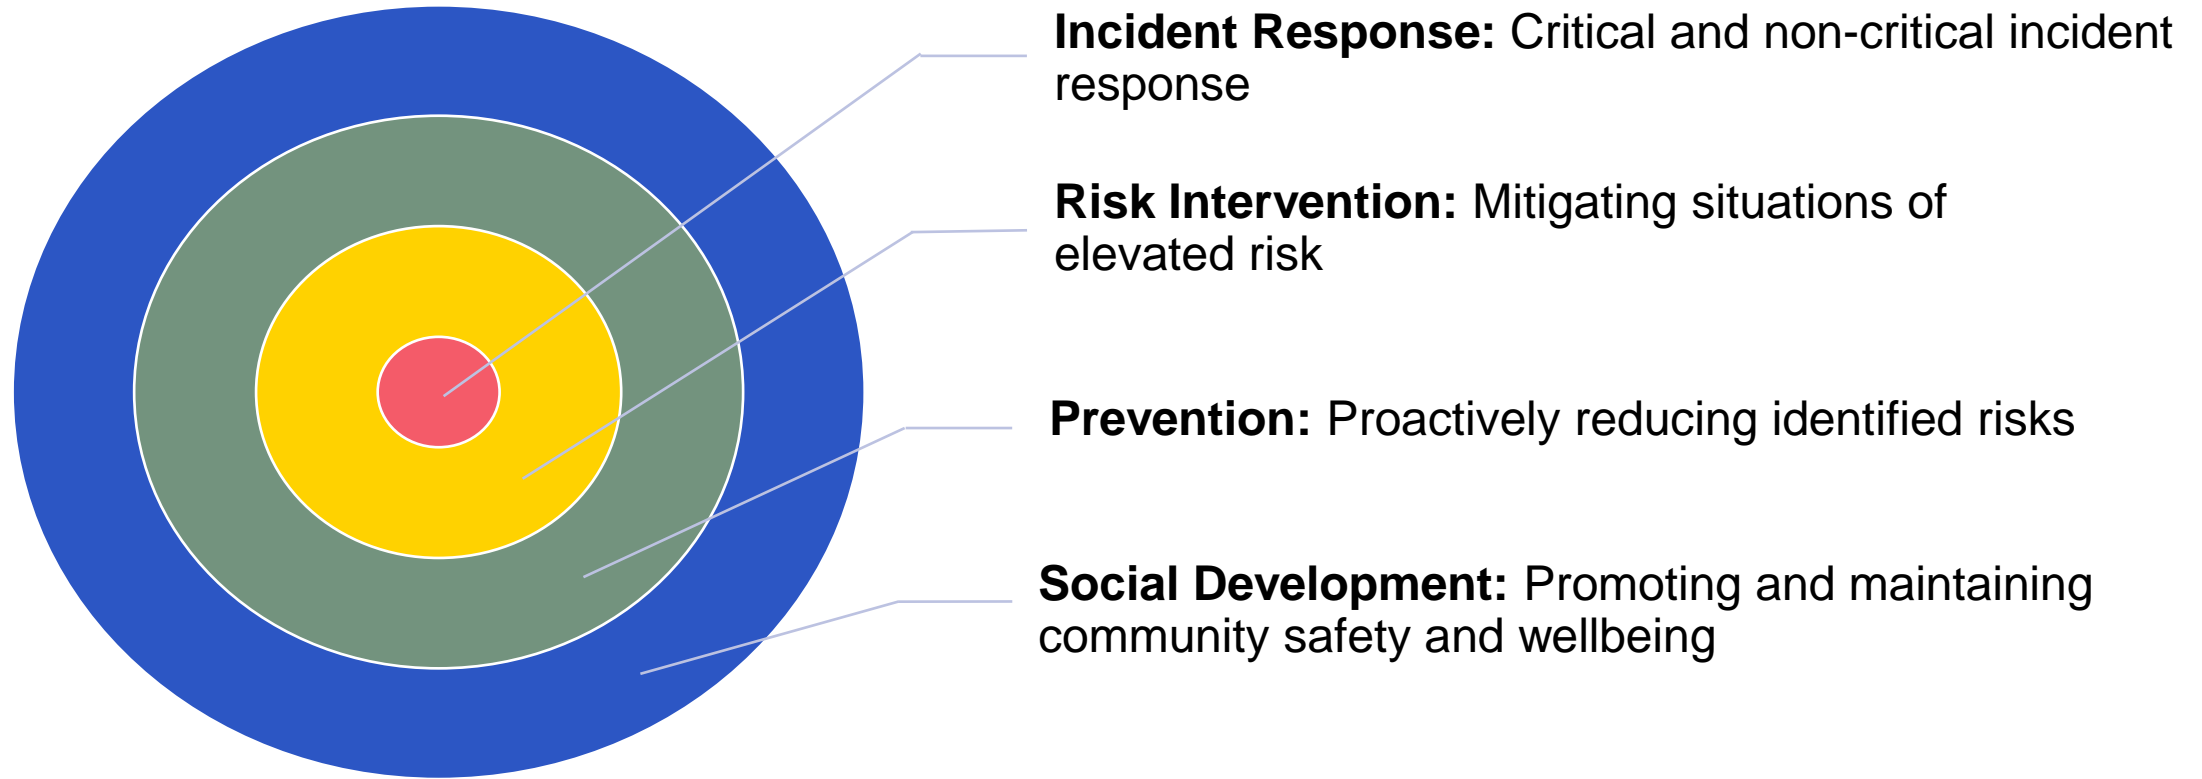 Incident Response: Critical and non-critical incident
response
Risk Intervention: Mitigating situations of
elevated risk
Prevention: Proactively reducing identified risks
Social Development: Promoting and maintaining
community safety and wellbeing